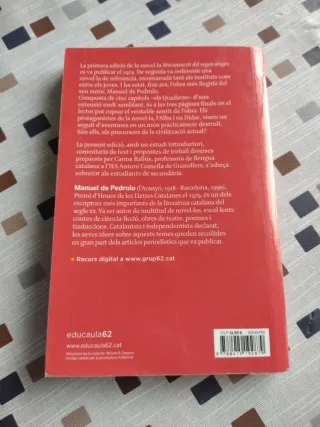 La primera edició de la novel·la Mecanoscrit del segon origen
es va publicar el 1974. De seguida va esdevenir una
novel·la de referència, recomanada tant als instituts com
entre els joves. I ha estat, fins ara, l'obra més llegida del
seu autor, Manuel de Pedrolo.
Composta de cinc capítols –els Quaderns– d'una
extensió molt semblant, és a les tres pàgines finals on el
lector pot copsar el veritable sentit de l'obra. Els
protagonistes de la novel·la, l'Alba i en Dídac, viuen un
seguit d'aventures en un món pràcticament destruït.
Són ells, els precursors de la civilització actual?
La present edició, amb un estudi introductori,
comentaris de text i propostes de treball diverses
preparats per Carme Ballús, professora de llengua
catalana a l'IES Antoni Cumella de Granollers, s'adreça
sobretot als estudiants de secundària.
Manuel de Pedrolo (l'Aranyó, 1918 - Barcelona, 1990),
Premi d'Honor de les Lletres Catalanes el 1979, és un dels
escriptors més importants de la literatura catalana del
segle XX. Va ser autor de multitud de novel·les, excel·lents
contes de ciència-ficció, obres de teatre, poemes i
traduccions. Catalanista i independentista declarat,
les seves idees sobre aquests temes queden recollides
en gran part dels articles periodístics que va publicar.
Recurs digital a www.grup62.cat
educaula62
www.educaula62.cat